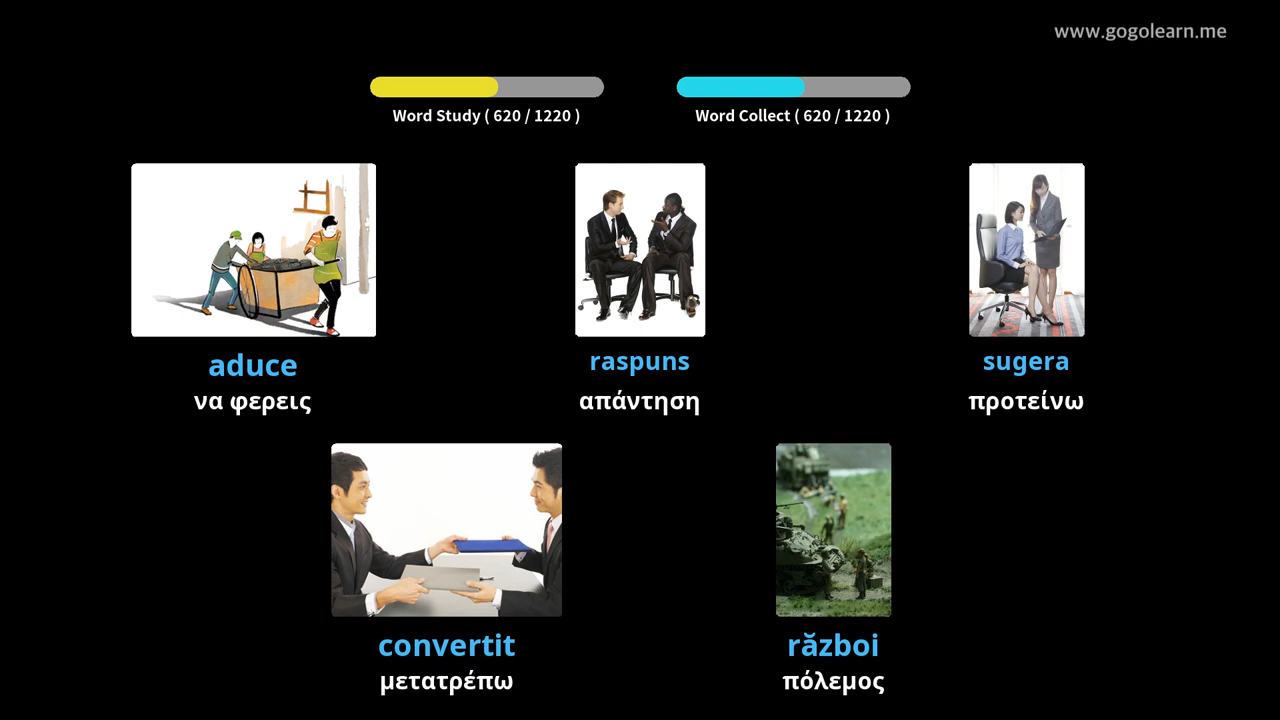 www.gogolearn.me
Word Study ( 620 / 1220 )
Word Collect ( 620 / 1220 )
aduce
να φερεις
raspuns
απάντηση
sugera
προτείνω
convertit
μετατρέπω
război
πόλεμος